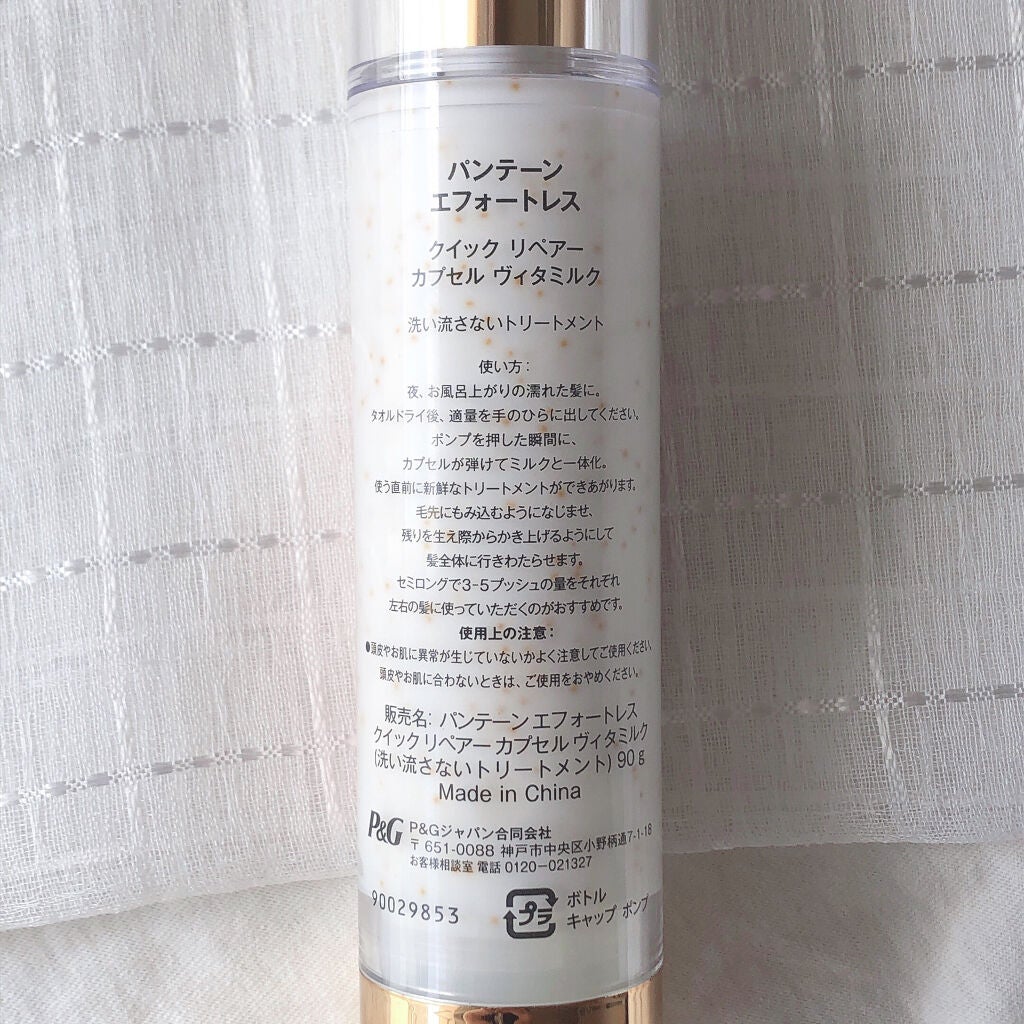 パンテーン
エフォートレス
クイック リペアー
カプセル ヴィタミルク
洗い流さないトリートメント
使い方：
夜、お風呂上がりの濡れた髪に。
タオルドライ後、適量を手のひらに出してください。
ポンプを押した瞬間に、
カプセルが弾けてミルクと一体化。
使う直前に新鮮なトリートメントができあがります。
毛先にもみ込むようになじませ、
残りを生え際からかき上げるようにして
髪全体に行きわたらせます。
セミロングで3-5プッシュの量をそれぞれ
左右の髪に使っていただくのがおすすめです。
使用上の注意：
●頭皮やお肌に異常が生じていないかよく注意してご使用ください。
頭皮やお肌に合わないときは、ご使用をおやめください。
販売名: パンテーン エフォートレス
クイック リペアー カプセル ヴィタミルク
(洗い流さないトリートメント) 90 g
Made in China
P&G P&Gジャパン合同会社
〒 651-0088 神戸市中央区小野柄通7-1-18
お客様相談室 電話 0120-021327
90029853
プラ ボトル
キャップ ポンプ